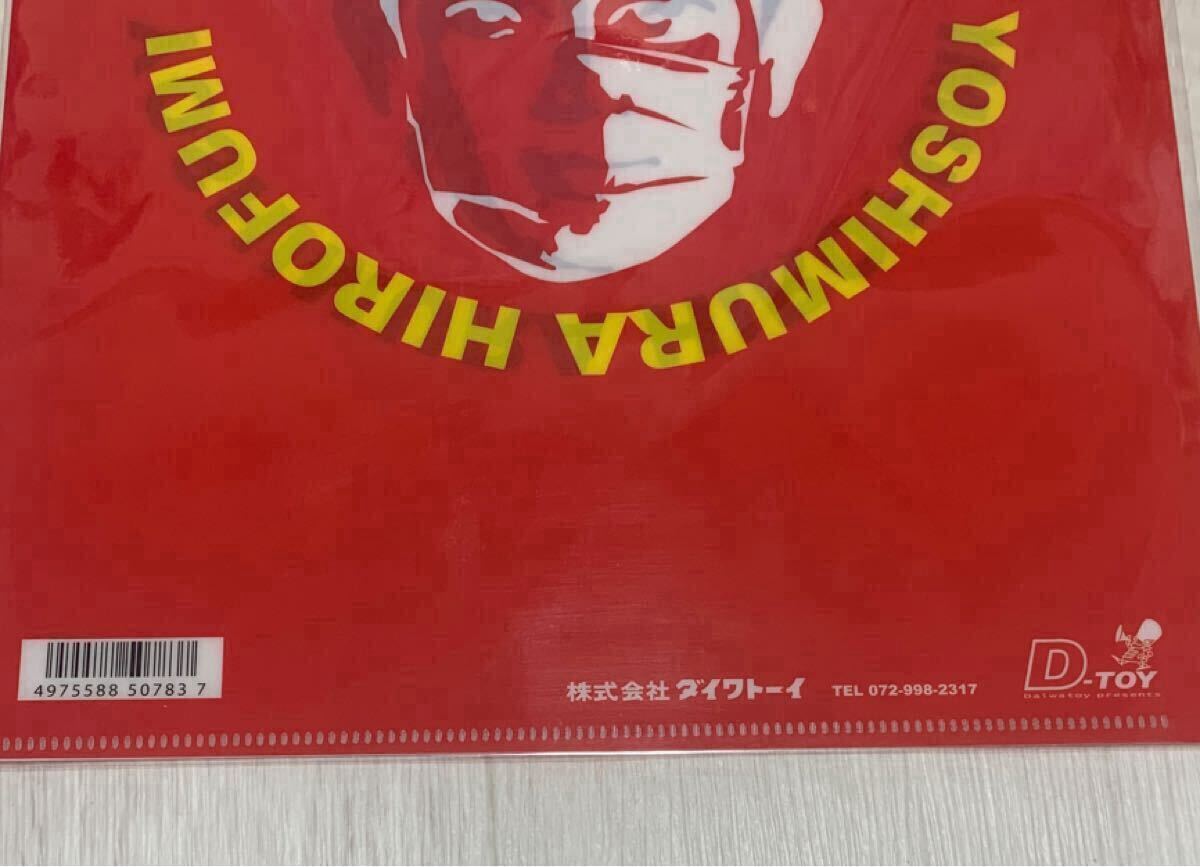 YOSHIMURA HIROFUMI
4975588 50783 7
株式会社 ダイワトーイ TEL 072-998-2317
D-TOY
Daiwatoy presents